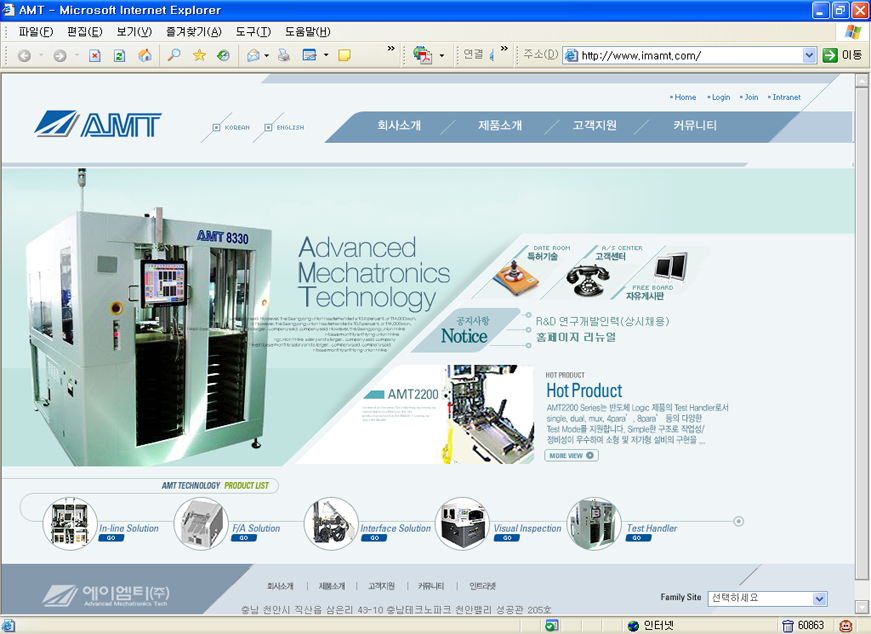 AMT - Microsoft Internet Explorer
파일(F) 편집(E) 보기(V) 즐겨찾기(A) 도구(T) 도움말(H)
연결 주소(D) http://www.imamt.com/ 이동
Home Login Join Intranet
AMT
KOREAN ENGLISH
회사소개 제품소개 고객지원 커뮤니티
AMT 8330
Advanced
Mechatronics
Technology
DATE ROOM
특허기술
A/S CENTER
고객센터
FREE BOARD
자유게시판
공지사항
Notice
R&D 연구개발인력(상시채용)
홈페이지 리뉴얼
AMT2200
HOT PRODUCT
Hot Product
AMT2200 Series는 반도체 Logic 제품의 Test Handler로서
single, dual, mux, 4para', 8para' 등의 다양한
Test Mode를 지원합니다. Simple한 구조로 작업성/
정비성이 우수하여 소형 및 저가형 설비의 구현을 ...
MORE VIEW
AMT TECHNOLOGY PRODUCT LIST
In-line Solution GO
F/A Solution GO
Interface Solution GO
Visual Inspection GO
Test Handler GO
에이엠티(주)
Advanced Mechatronics Tech
회사소개 제품소개 고객지원 커뮤니티 인트라넷
충남 천안시 직산읍 삼은리 43-10 충남테크노파크 천안밸리 성공관 205호
Family Site 선택하세요
인터넷 60863